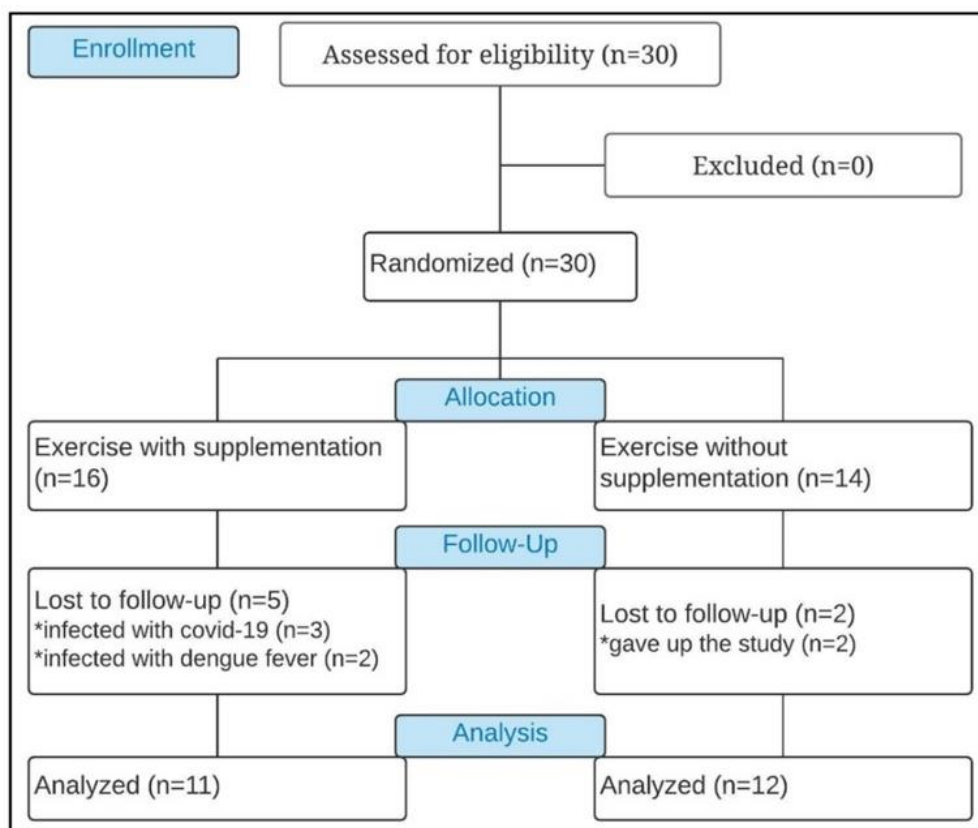 Enrollment
Assessed for eligibility (n=30)
Excluded (n=0)
Randomized (n=30)
Allocation
Exercise with supplementation
(n=16)
Exercise without
supplementation (n=14)
Follow-Up
Lost to follow-up (n=5)
*infected with covid-19 (n=3)
*infected with dengue fever (n=2)
Lost to follow-up (n=2)
*gave up the study (n=2)
Analysis
Analyzed (n=11)
Analyzed (n=12)